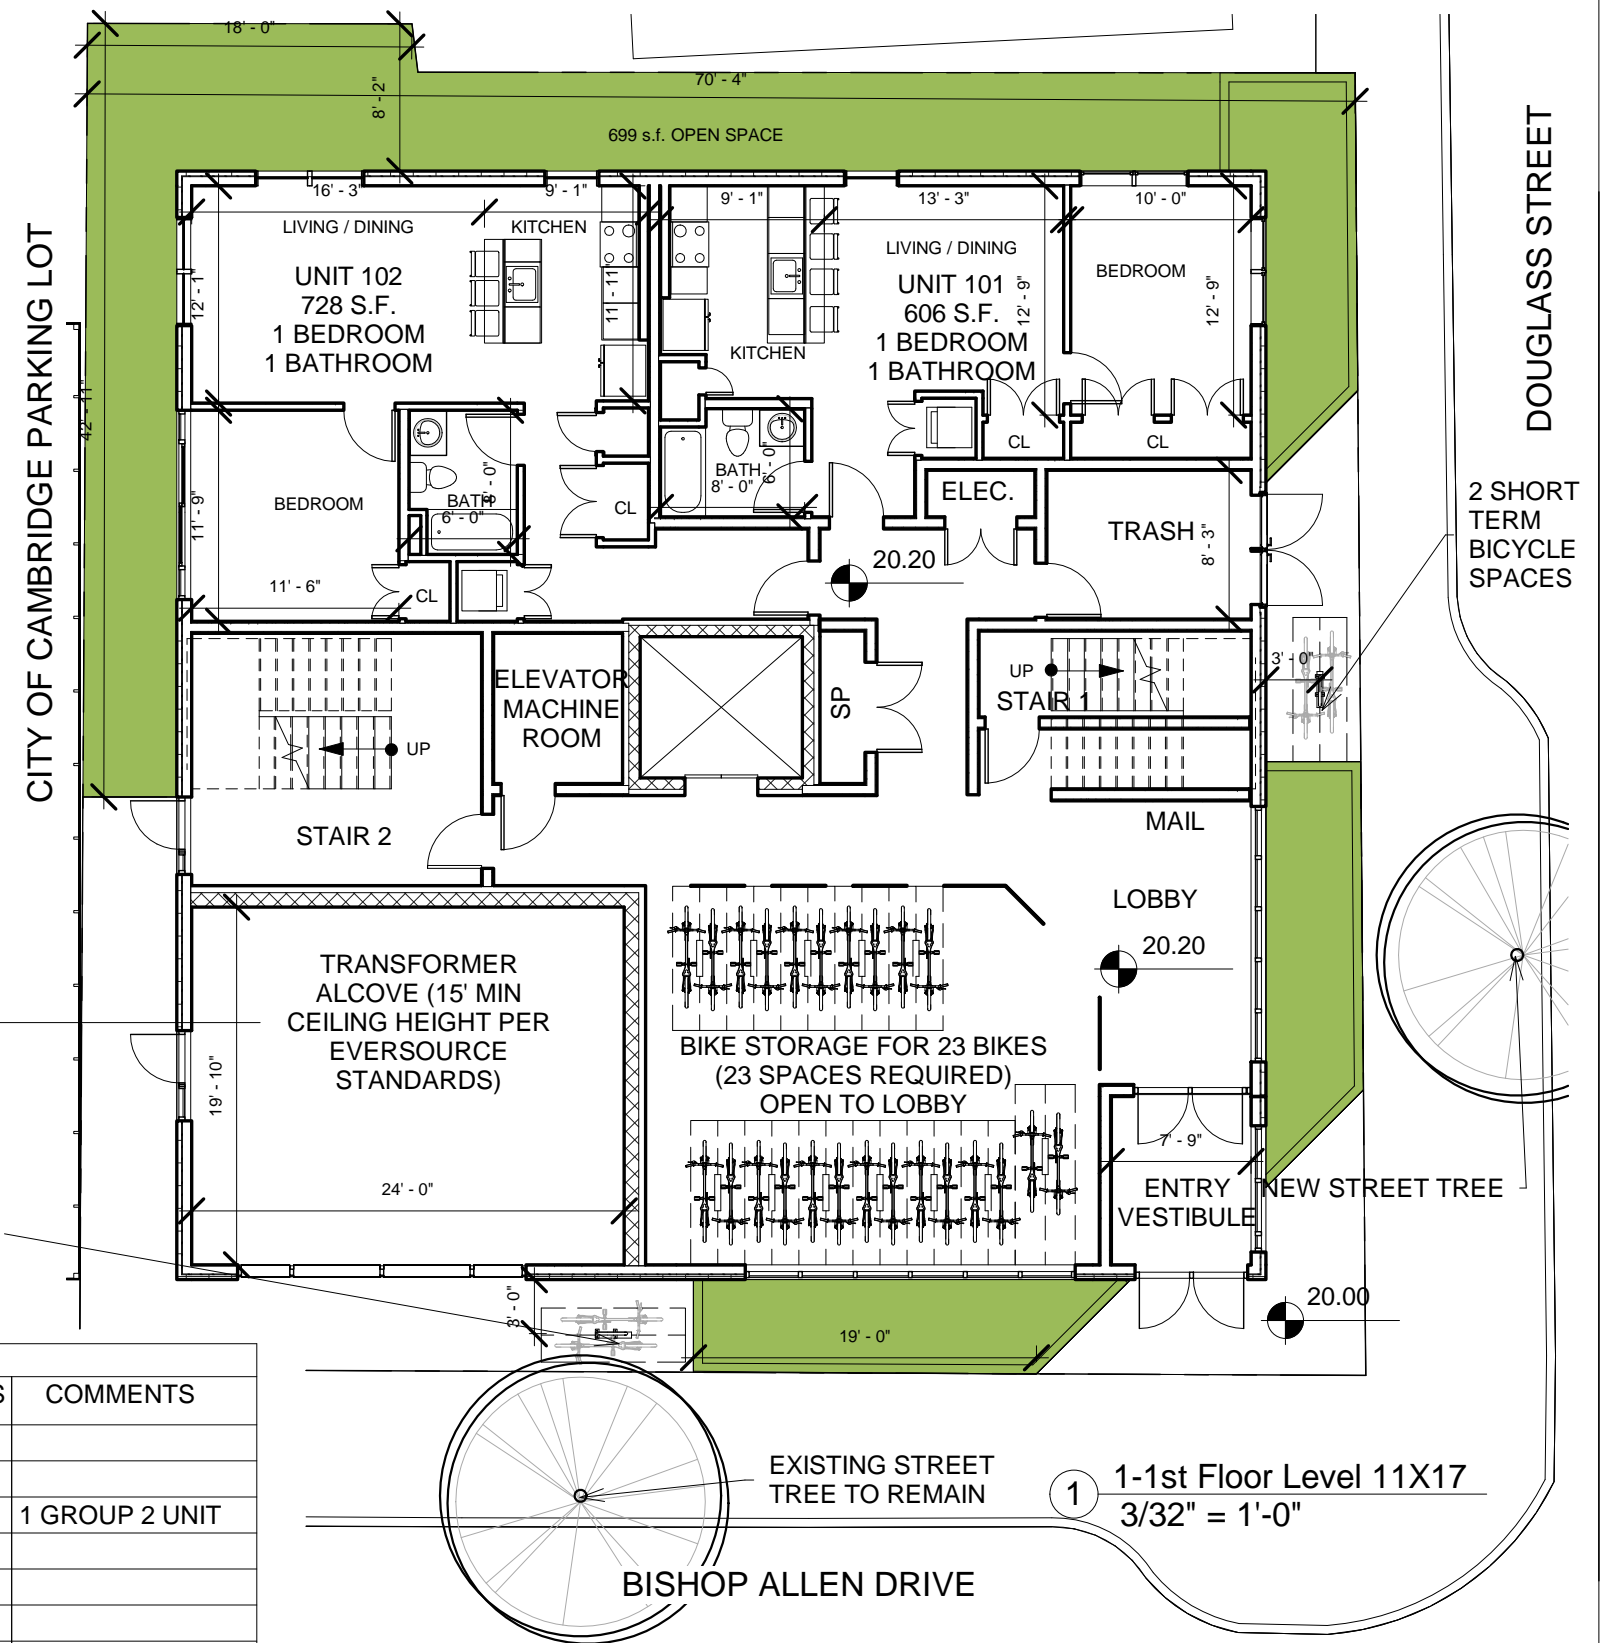 18' - 0"
8' - 2"
70' - 4"
699 s.f. OPEN SPACE
CITY OF CAMBRIDGE PARKING LOT
42' - 11"
DOUGLASS STREET
16' - 3"
9' - 1"
LIVING / DINING
KITCHEN
UNIT 102
728 S.F.
1 BEDROOM
1 BATHROOM
12' - 1"
11' - 11"
9' - 1"
13' - 3"
10' - 0"
LIVING / DINING
UNIT 101
606 S.F.
1 BEDROOM
1 BATHROOM
12' - 9"
KITCHEN
BEDROOM
12' - 9"
CL
CL
BATH
8' - 0"
6' - 0"
BEDROOM
11' - 9"
11' - 6"
BATH
6' - 0"
8' - 0"
CL
CL
ELEC.
TRASH
8' - 3"
20.20
2 SHORT
TERM
BICYCLE
SPACES
3' - 0"
ELEVATOR
MACHINE
ROOM
SP
UP
STAIR 1
UP
STAIR 2
MAIL
LOBBY
20.20
TRANSFORMER
ALCOVE (15' MIN
CEILING HEIGHT PER
EVERSOURCE
STANDARDS)
19' - 10"
24' - 0"
BIKE STORAGE FOR 23 BIKES
(23 SPACES REQUIRED)
OPEN TO LOBBY
7' - 9"
ENTRY
VESTIBULE
NEW STREET TREE
20.00
3' - 0"
19' - 0"
S
COMMENTS
1 GROUP 2 UNIT
EXISTING STREET
TREE TO REMAIN
1
1-1st Floor Level 11X17
3/32" = 1'-0"
BISHOP ALLEN DRIVE